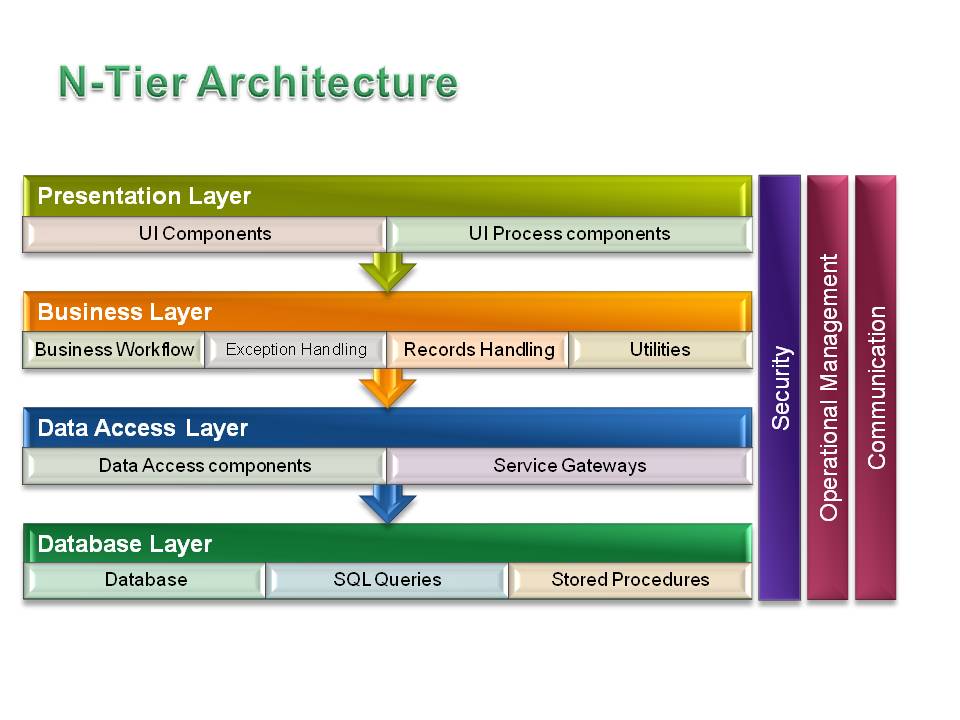 N-Tier Architecture
Presentation Layer
UI Components
UI Process components
Business Layer
Business Workflow
Exception Handling
Records Handling
Utilities
Data Access Layer
Data Access components
Service Gateways
Database Layer
Database
SQL Queries
Stored Procedures
Security
Operational Management
Communication